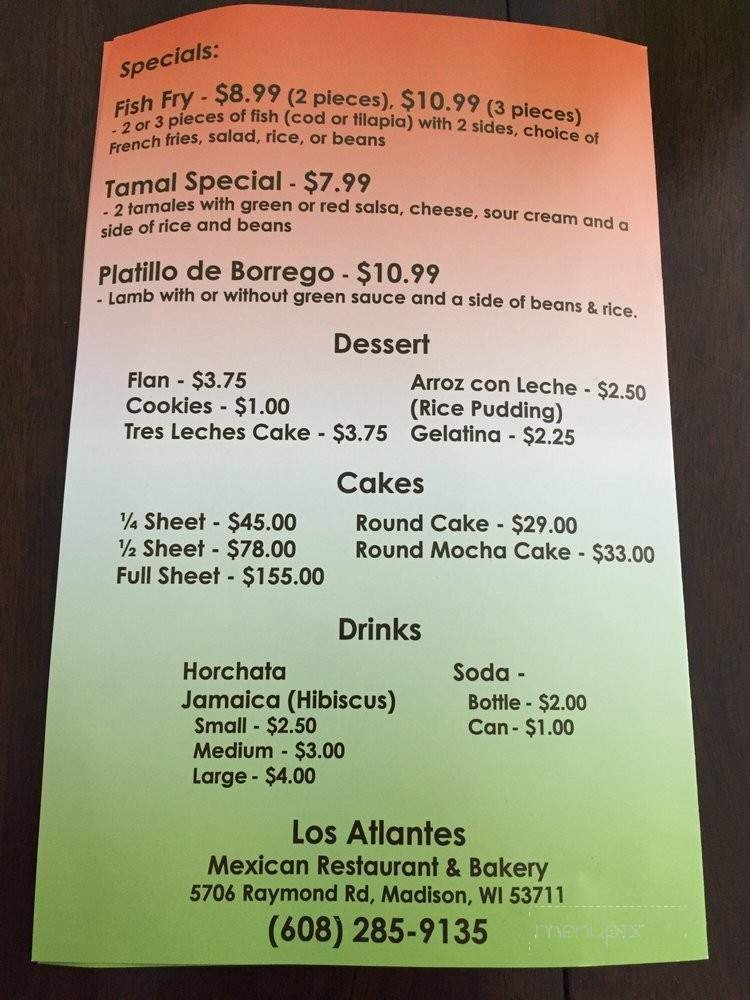 Specials:
Fish Fry - $8.99 (2 pieces), $10.99 (3 pieces)
- 2 or 3 pieces of fish (cod or tilapia) with 2 sides, choice of
French fries, salad, rice, or beans
Tamal Special - $7.99
- 2 tamales with green or red salsa, cheese, sour cream and a
side of rice and beans
Platillo de Borrego - $10.99
- Lamb with or without green sauce and a side of beans & rice.
Dessert
Flan - $3.75
Cookies - $1.00
Tres Leches Cake - $3.75
Arroz con Leche - $2.50
(Rice Pudding)
Gelatina - $2.25
Cakes
¼ Sheet - $45.00
½ Sheet - $78.00
Full Sheet - $155.00
Round Cake - $29.00
Round Mocha Cake - $33.00
Drinks
Horchata
Jamaica (Hibiscus)
Small - $2.50
Medium - $3.00
Large - $4.00
Soda -
Bottle - $2.00
Can - $1.00
Los Atlantes
Mexican Restaurant & Bakery
5706 Raymond Rd, Madison, WI 53711
(608) 285-9135
menupix